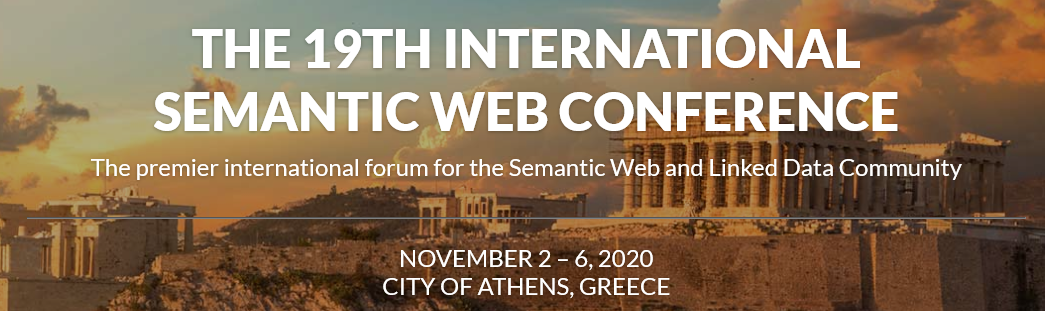 THE 19TH INTERNATIONAL
SEMANTIC WEB CONFERENCE
The premier international forum for the Semantic Web and Linked Data Community
NOVEMBER 2 – 6, 2020
CITY OF ATHENS, GREECE